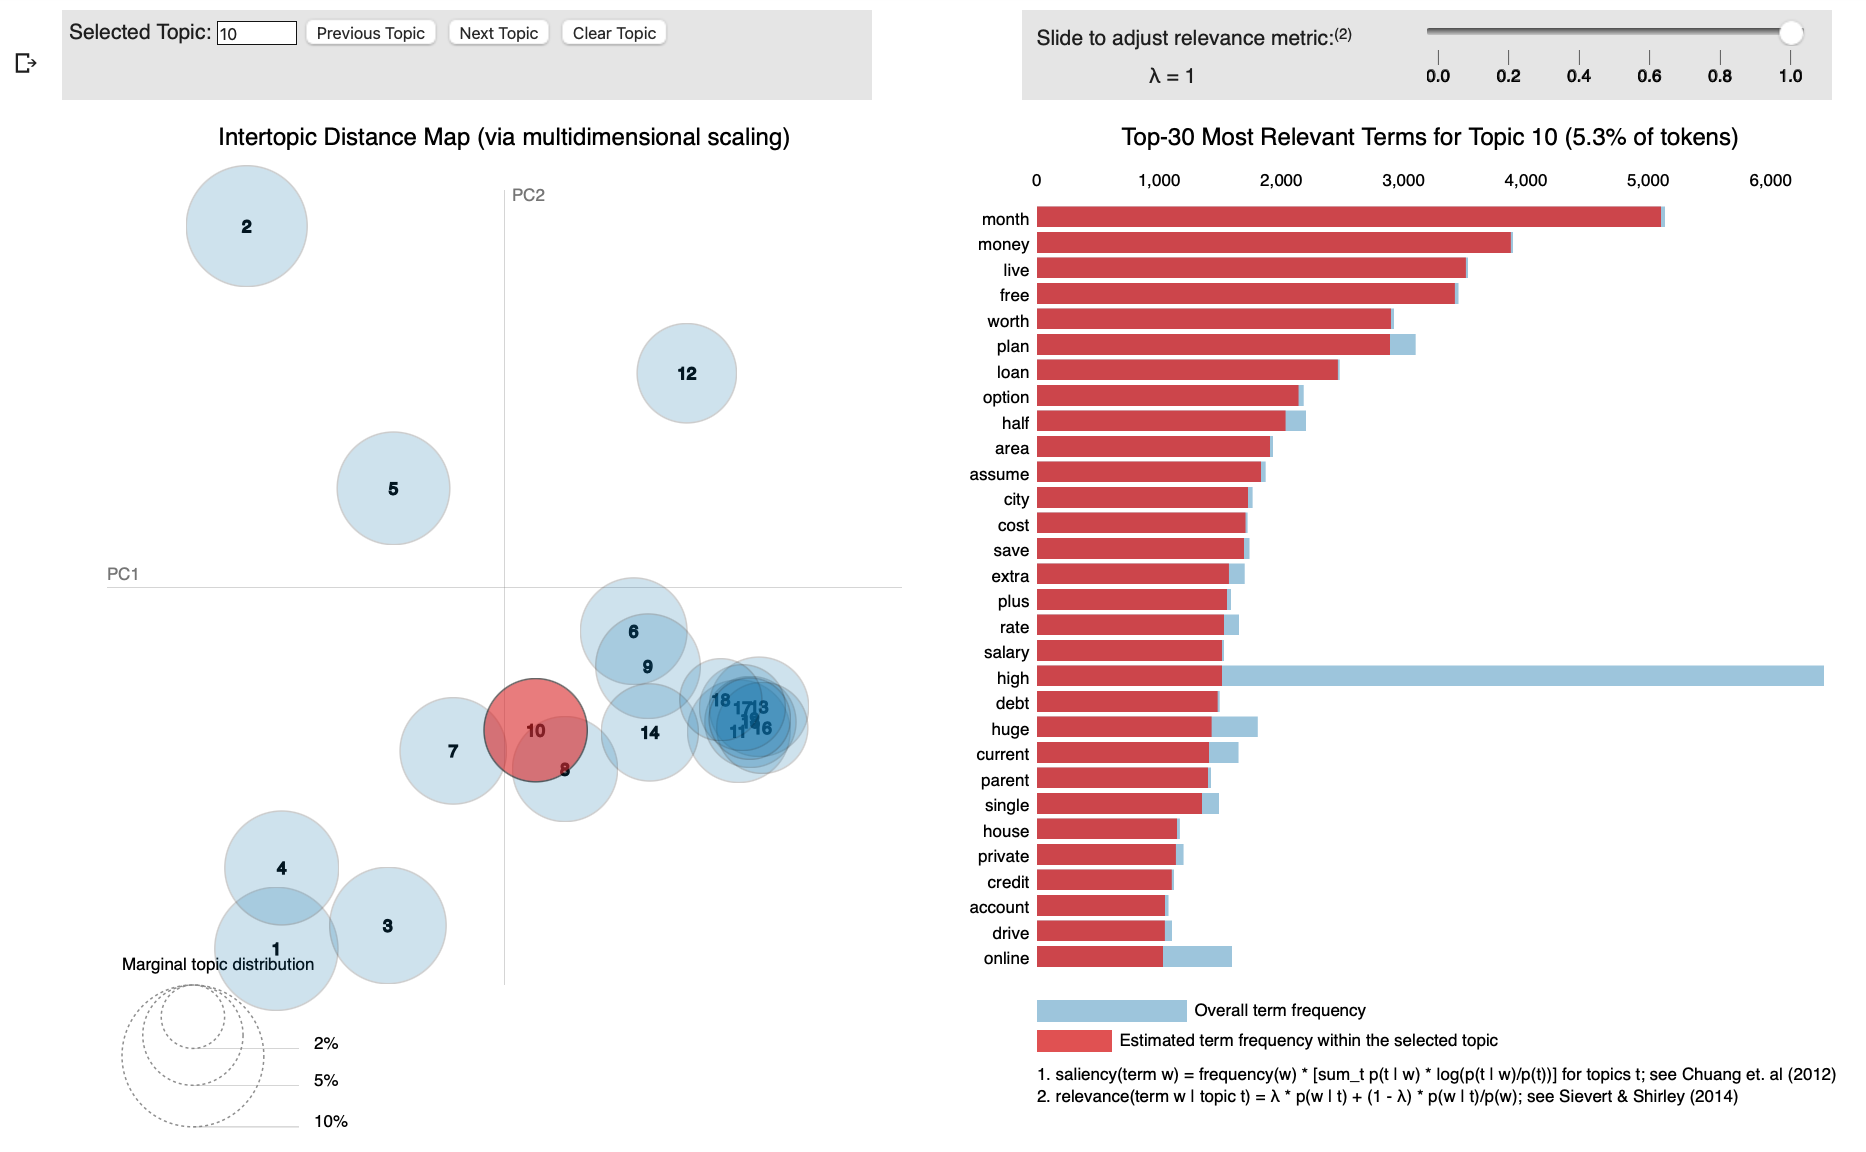 Selected Topic: 10 Previous Topic Next Topic Clear Topic
Slide to adjust relevance metric:(2)
λ = 1
0.0 0.2 0.4 0.6 0.8 1.0
Intertopic Distance Map (via multidimensional scaling)
PC2
PC1
2
12
5
6
9
18
17
13
16
11
14
10
7
8
4
3
1
Marginal topic distribution
2%
5%
10%
Top-30 Most Relevant Terms for Topic 10 (5.3% of tokens)
0 1,000 2,000 3,000 4,000 5,000 6,000
month
money
live
free
worth
plan
loan
option
half
area
assume
city
cost
save
extra
plus
rate
salary
high
debt
huge
current
parent
single
house
private
credit
account
drive
online
Overall term frequency
Estimated term frequency within the selected topic
1. saliency(term w) = frequency(w) * [sum_t p(t | w) * log(p(t | w)/p(t))] for topics t; see Chuang et. al (2012)
2. relevance(term w | topic t) = λ * p(w | t) + (1 - λ) * p(w | t)/p(w); see Sievert & Shirley (2014)